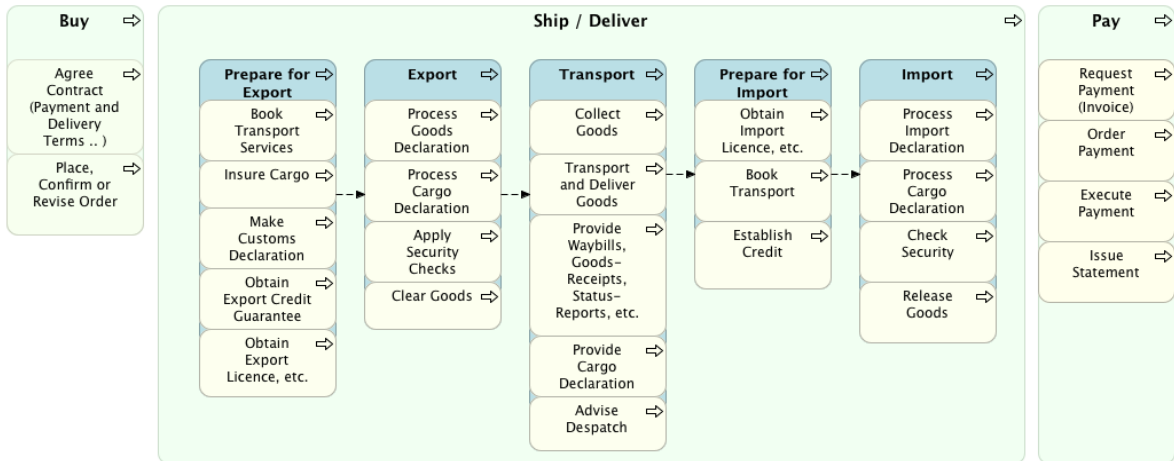 Buy
Agree
Contract
(Payment and
Delivery
Terms .. )
Place,
Confirm or
Revise Order
Ship / Deliver
Prepare for
Export
Book
Transport
Services
Insure Cargo
Make
Customs
Declaration
Obtain
Export Credit
Guarantee
Obtain
Export
Licence, etc.
Export
Process
Goods
Declaration
Process
Cargo
Declaration
Apply
Security
Checks
Clear Goods
Transport
Collect
Goods
Transport
and Deliver
Goods
Provide
Waybills,
Goods-
Receipts,
Status-
Reports, etc.
Provide
Cargo
Declaration
Advise
Despatch
Prepare for
Import
Obtain
Import
Licence, etc.
Book
Transport
Establish
Credit
Import
Process
Import
Declaration
Process
Cargo
Declaration
Check
Security
Release
Goods
Pay
Request
Payment
(Invoice)
Order
Payment
Execute
Payment
Issue
Statement